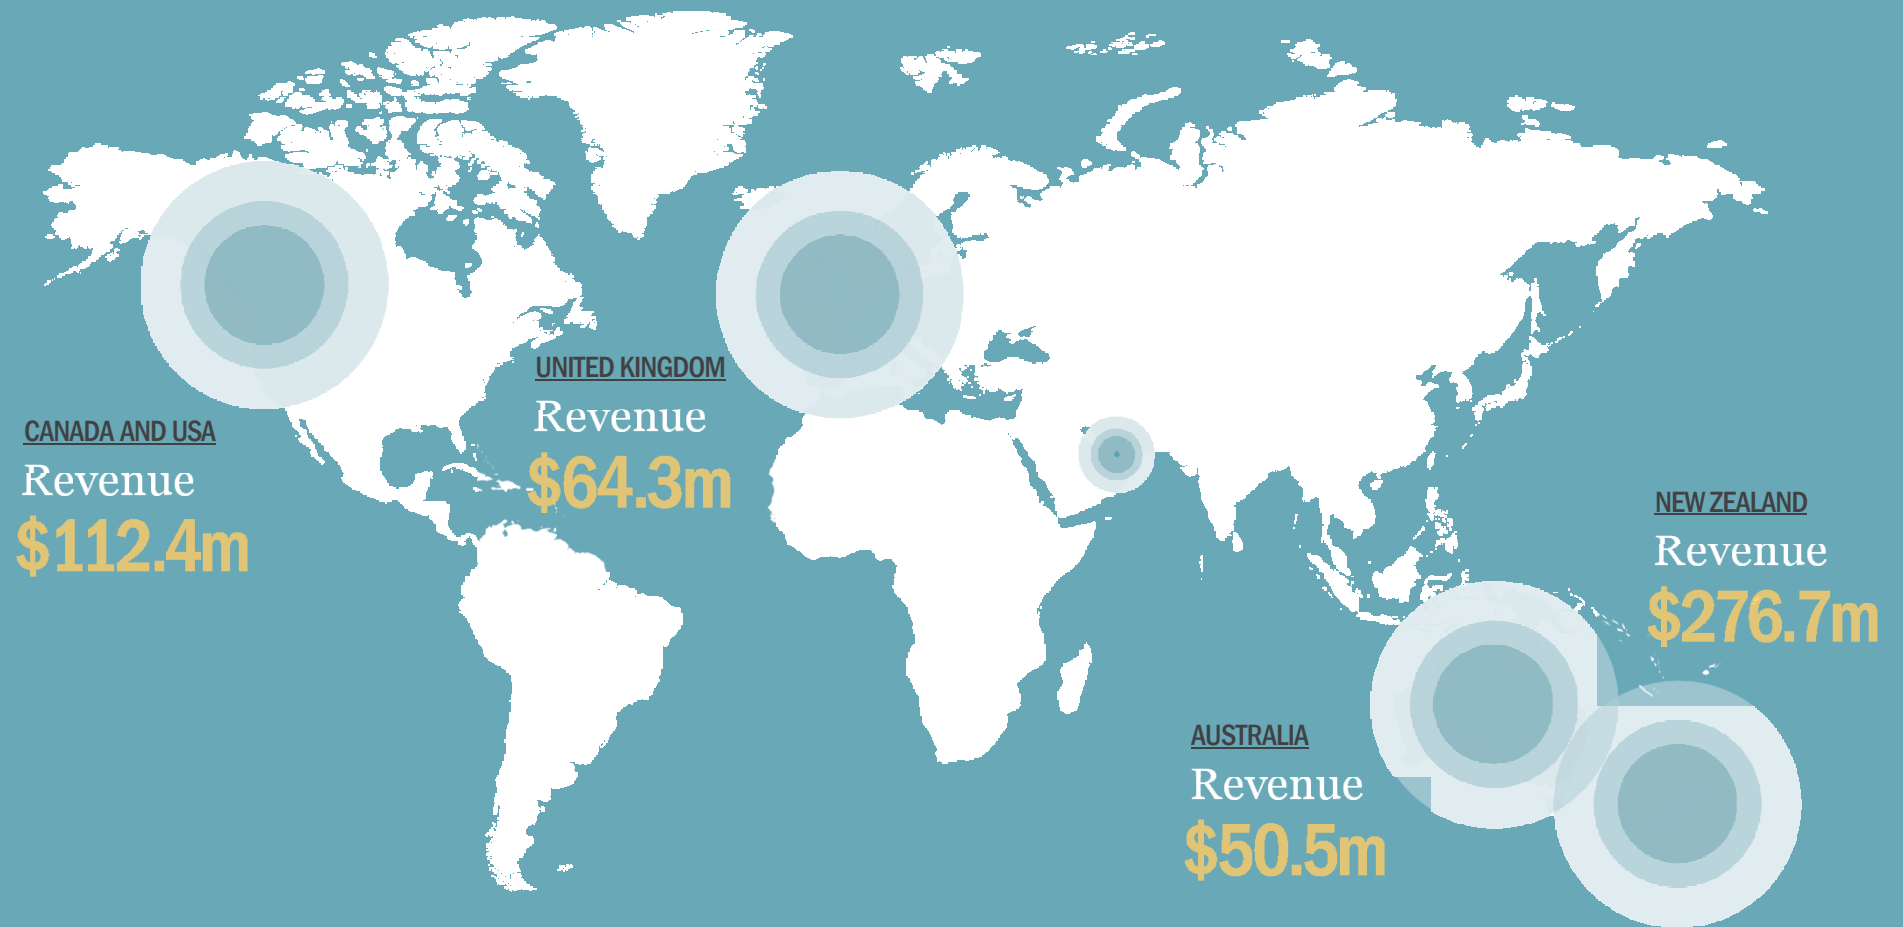 CANADA AND USA
Revenue
$112.4m
UNITED KINGDOM
Revenue
$64.3m
AUSTRALIA
Revenue
$50.5m
NEW ZEALAND
Revenue
$276.7m